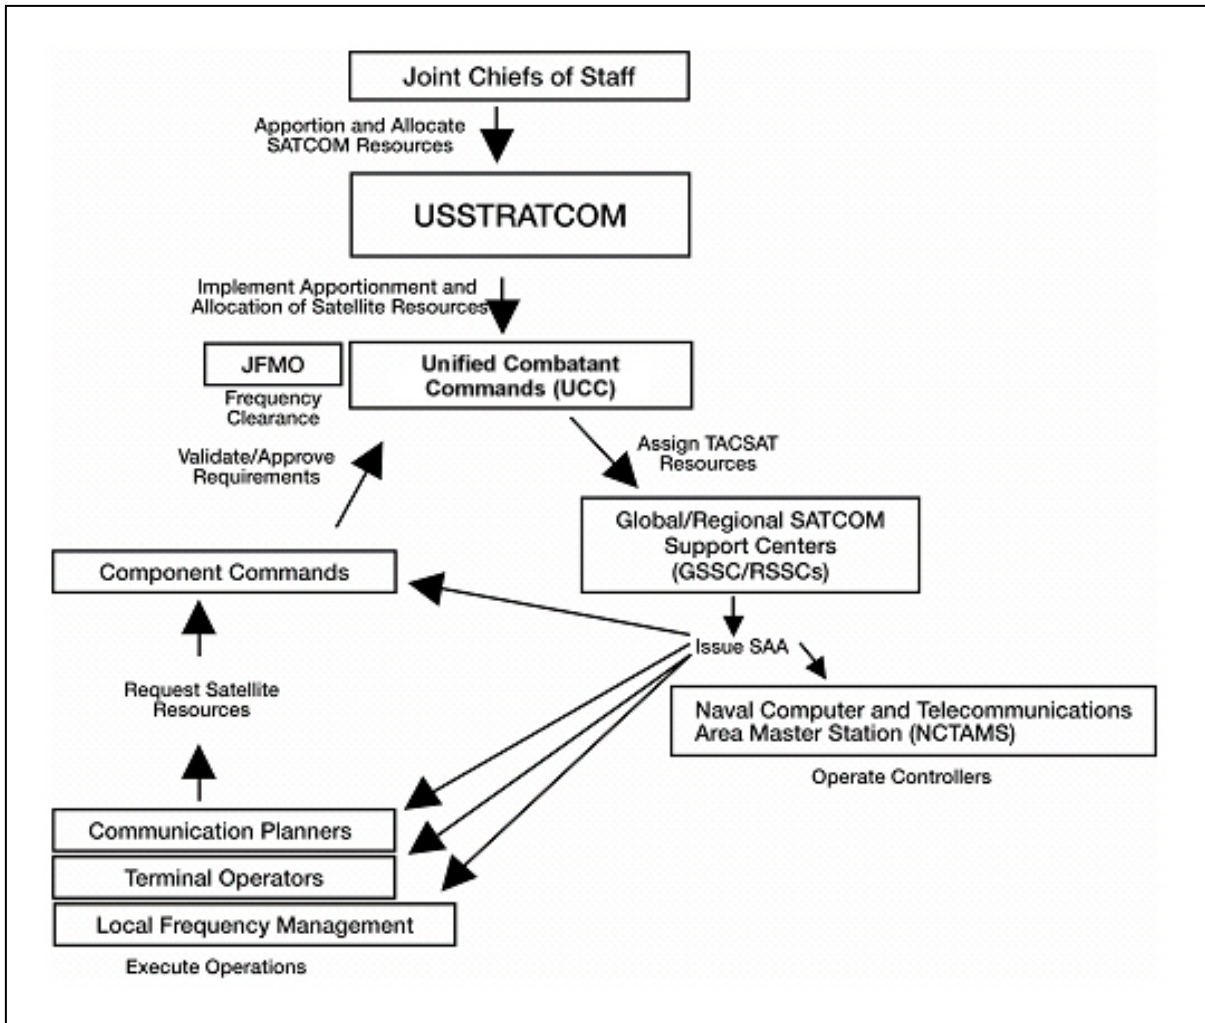 Joint Chiefs of Staff
Apportion and Allocate
SATCOM Resources
USSTRATCOM
Implement Apportionment and
Allocation of Satellite Resources
JFMO
Frequency
Clearance
Unified Combatant
Commands (UCC)
Validate/Approve
Requirements
Assign TACSAT
Resources
Global/Regional SATCOM
Support Centers
(GSSC/RSSCs)
Component Commands
Issue SAA
Request Satellite
Resources
Naval Computer and Telecommunications
Area Master Station (NCTAMS)
Operate Controllers
Communication Planners
Terminal Operators
Local Frequency Management
Execute Operations